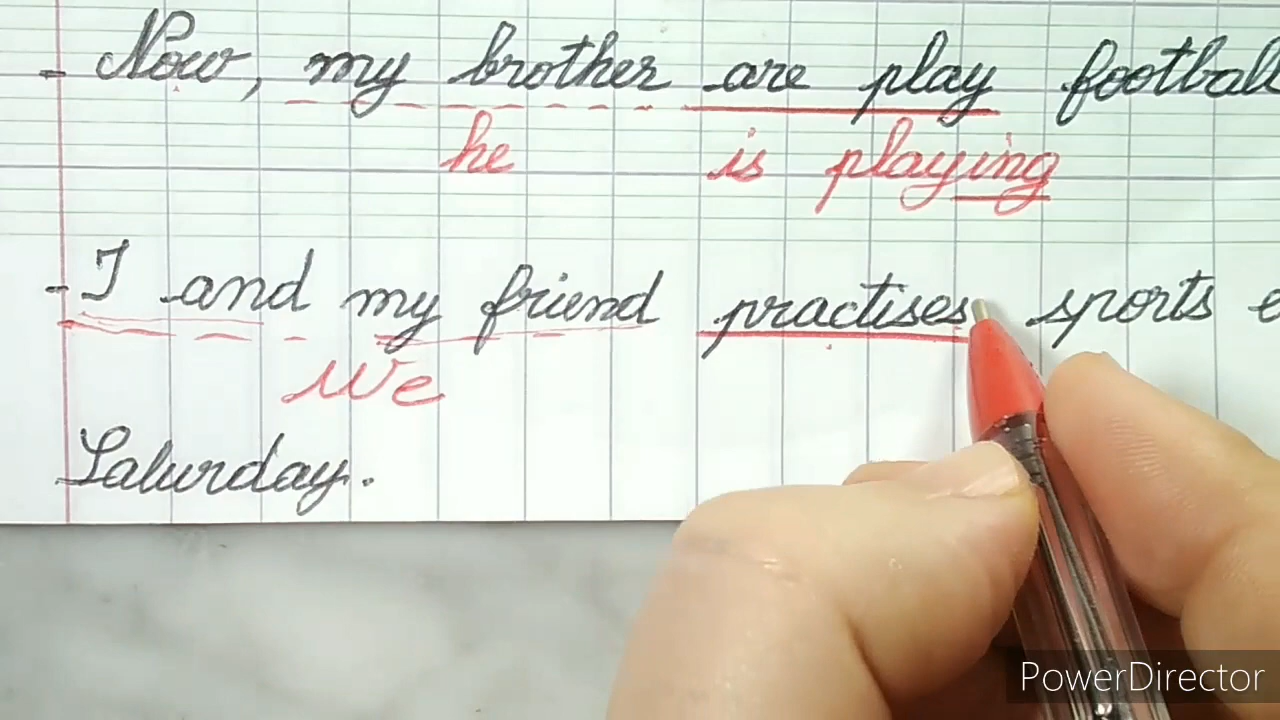 - Now, my brother are play football
he is playing
- I and my friend practises sports e
We
Saturday.
PowerDirector